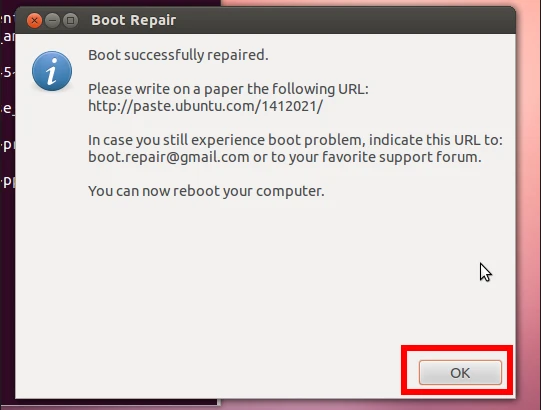 Boot Repair
Boot successfully repaired.
Please write on a paper the following URL:
http://paste.ubuntu.com/1412021/
In case you still experience boot problem, indicate this URL to:
boot.repair@gmail.com or to your favorite support forum.
You can now reboot your computer.
OK